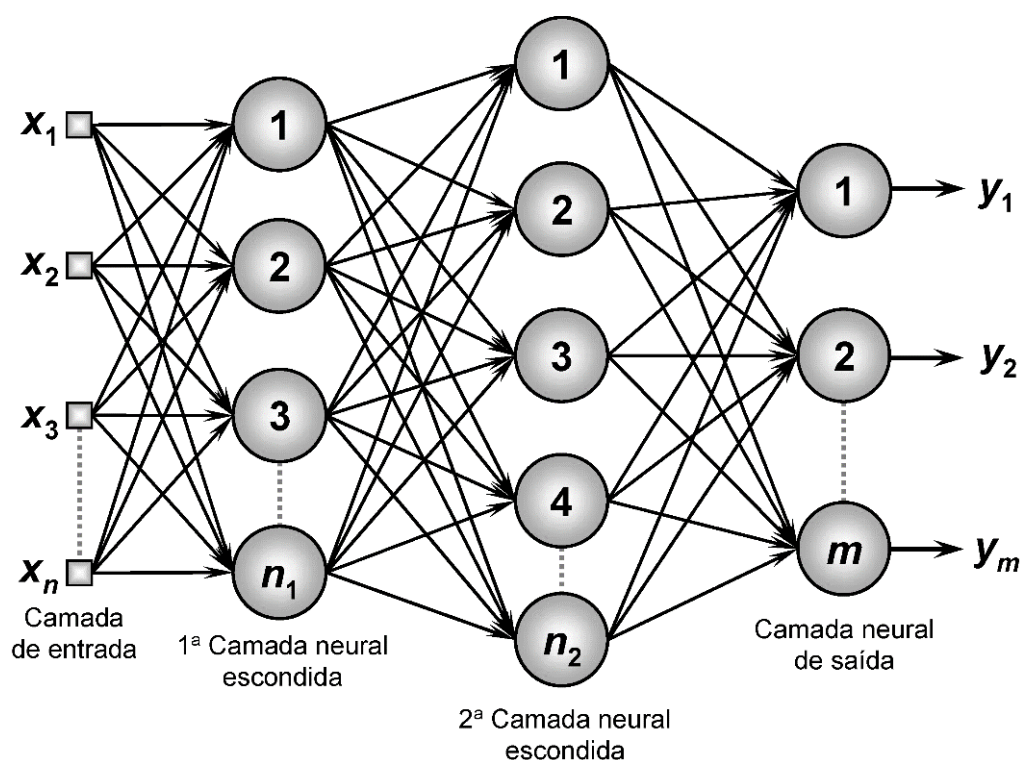 x1
x2
x3
xn
Camada
de entrada
1
2
3
n1
1ª Camada neural
escondida
1
2
3
4
n2
2ª Camada neural
escondida
1
2
m
Camada neural
de saída
y1
y2
ym